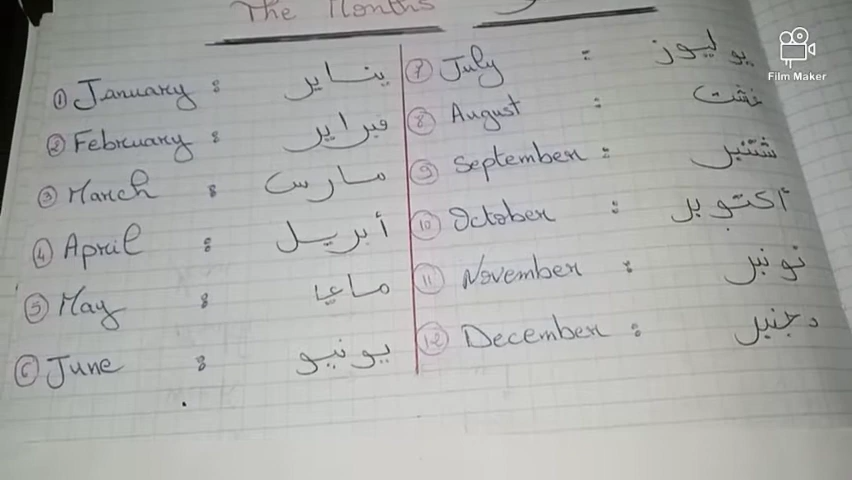 The Months
① January : يناير
② February : فبراير
③ March : مارس
④ April : أبريل
⑤ May : ماي
⑥ June : يونيو
⑦ July : يوليوز
⑧ August : غشت
⑨ September : شتنبر
⑩ October : أكتوبر
⑪ November : نونبر
⑫ December : دجنبر
Film Maker